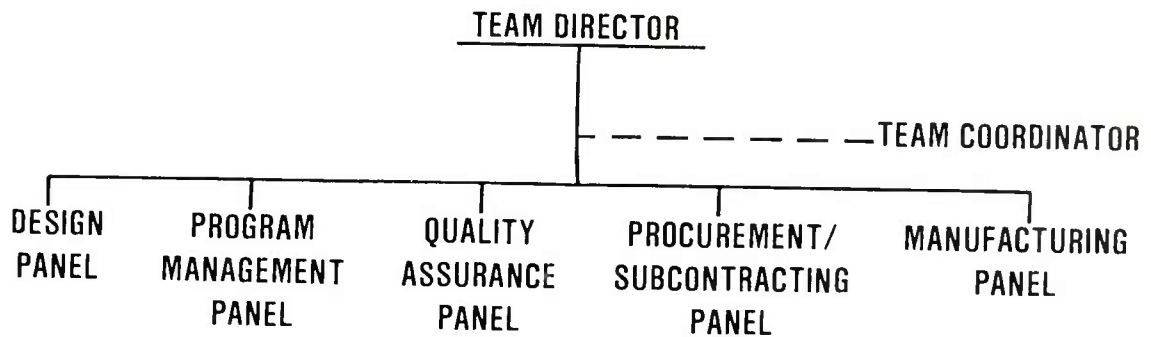 TEAM DIRECTOR
TEAM COORDINATOR
DESIGN
PANEL
PROGRAM
MANAGEMENT
PANEL
QUALITY
ASSURANCE
PANEL
PROCUREMENT/
SUBCONTRACTING
PANEL
MANUFACTURING
PANEL